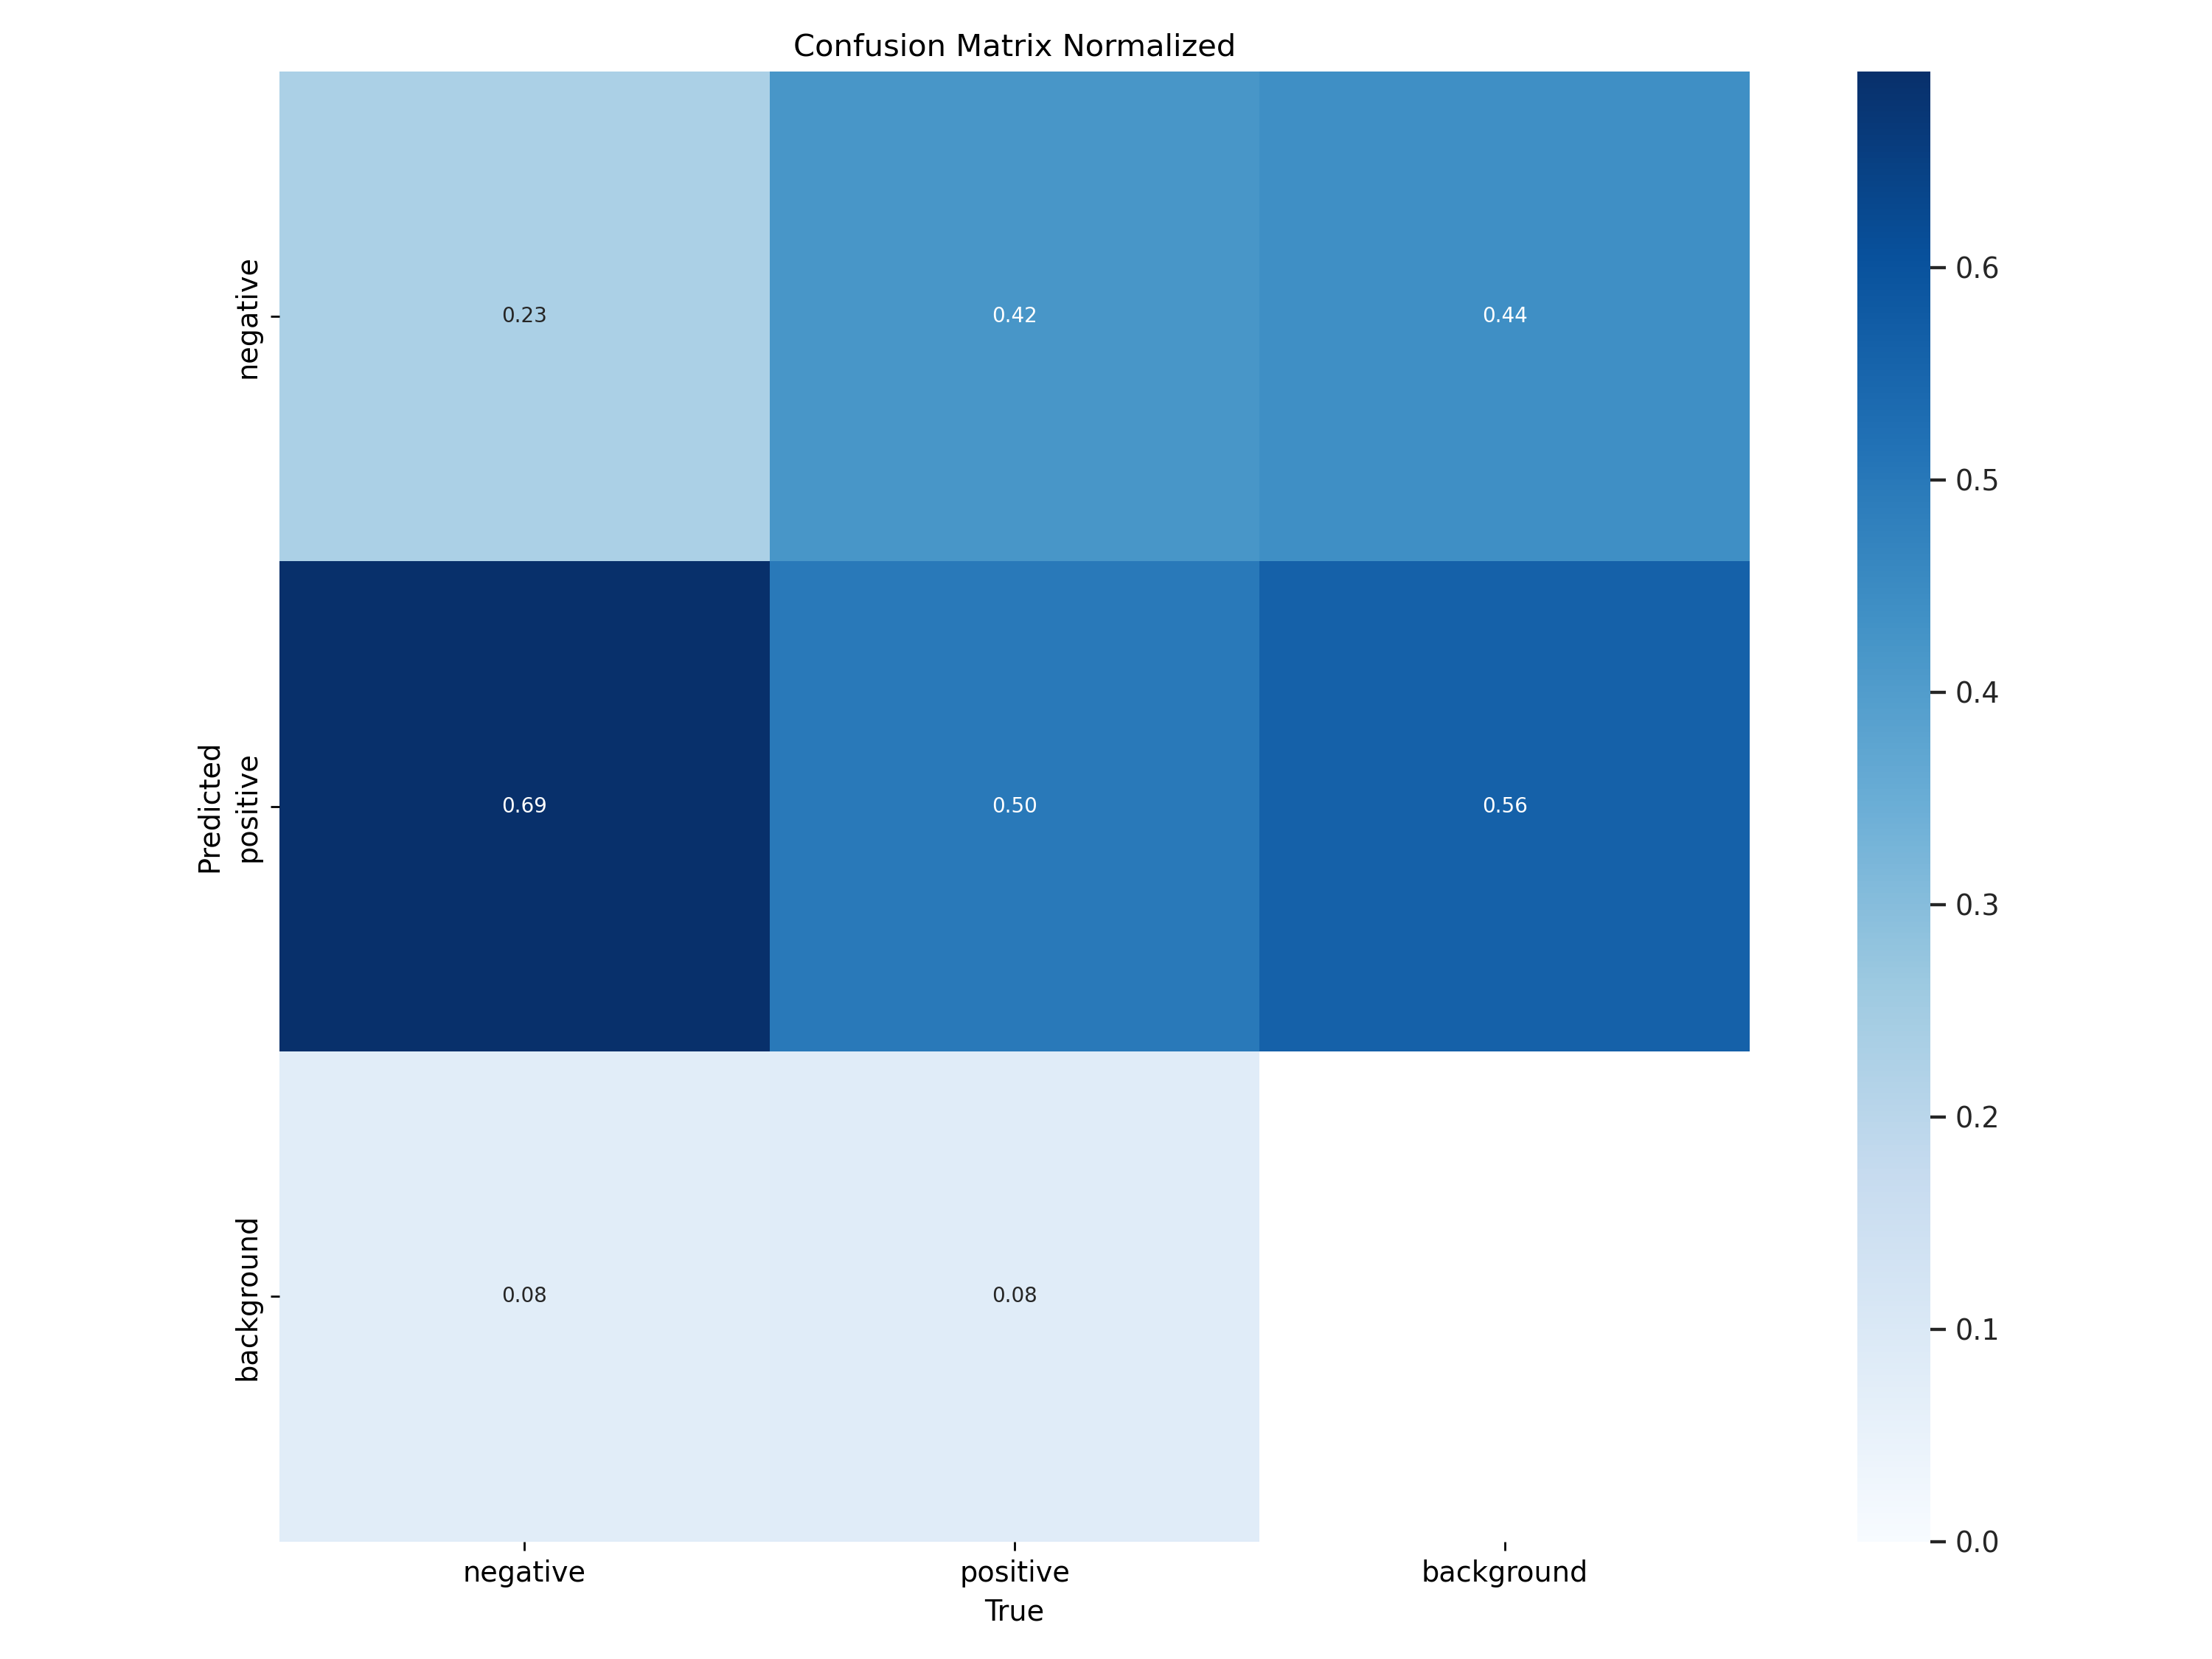 Confusion Matrix Normalized
negative
0.23
0.42
0.44
Predicted
positive
0.69
0.50
0.56
background
0.08
0.08
negative
positive
background
True
0.6
0.5
0.4
0.3
0.2
0.1
0.0